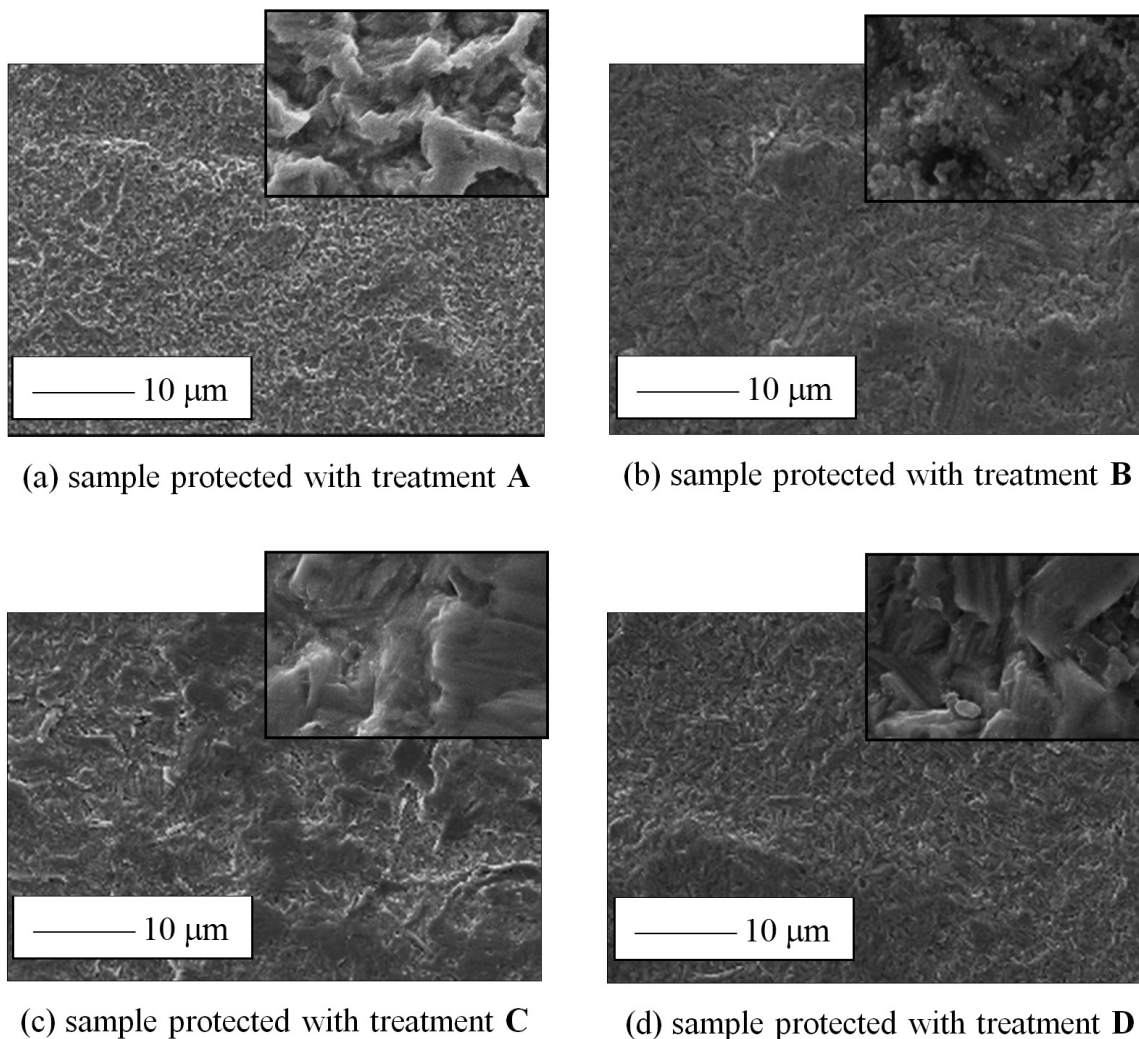 10 μm
10 μm
(a) sample protected with treatment A
(b) sample protected with treatment B
10 μm
10 μm
(c) sample protected with treatment C
(d) sample protected with treatment D